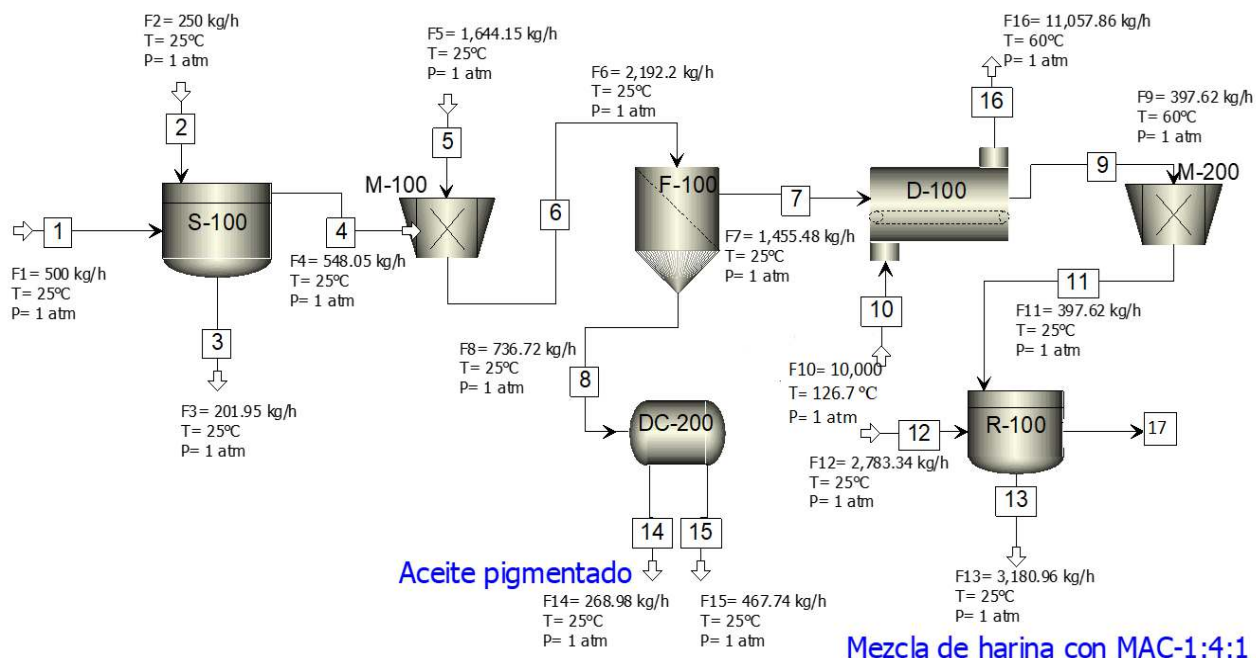 F2= 250 kg/h
T= 25ºC
P= 1 atm
2
1
F1= 500 kg/h
T= 25ºC
P= 1 atm
S-100
3
F3= 201.95 kg/h
T= 25ºC
P= 1 atm
4
F4= 548.05 kg/h
T= 25ºC
P= 1 atm
F5= 1,644.15 kg/h
T= 25ºC
P= 1 atm
5
M-100
6
F6= 2,192.2 kg/h
T= 25ºC
P= 1 atm
F-100
7
F7= 1,455.48 kg/h
T= 25ºC
P= 1 atm
F8= 736.72 kg/h
T= 25ºC
P= 1 atm
8
DC-200
14
15
Aceite pigmentado
F14= 268.98 kg/h
T= 25ºC
P= 1 atm
F15= 467.74 kg/h
T= 25ºC
P= 1 atm
F16= 11,057.86 kg/h
T= 60ºC
P= 1 atm
16
D-100
10
F10= 10,000
T= 126.7 ºC
P= 1 atm
9
F9= 397.62 kg/h
T= 60ºC
P= 1 atm
M-200
11
F11= 397.62 kg/h
T= 25ºC
P= 1 atm
12
F12= 2,783.34 kg/h
T= 25ºC
P= 1 atm
R-100
17
13
F13= 3,180.96 kg/h
T= 25ºC
P= 1 atm
Mezcla de harina con MAC-1:4:1